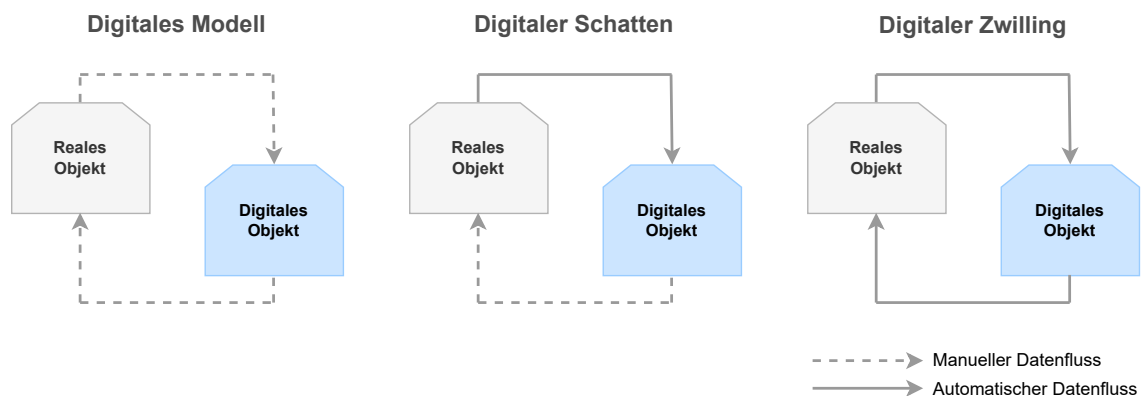 Digitales Modell
Reales
Objekt
Digitales
Objekt
Digitaler Schatten
Reales
Objekt
Digitales
Objekt
Digitaler Zwilling
Reales
Objekt
Digitales
Objekt
Manueller Datenfluss
Automatischer Datenfluss